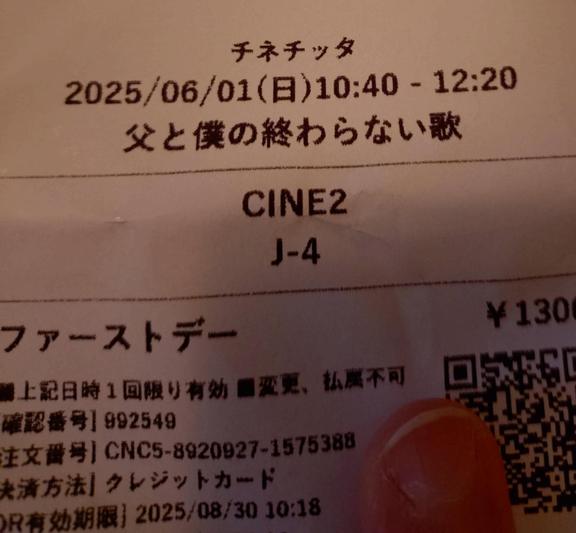 チネチッタ
2025/06/01(日)10:40 - 12:20
父と僕の終わらない歌
CINE2
J-4
ファーストデー
¥1300
■上記日時1回限り有効 ■変更、払戻不可
確認番号] 992549
注文番号] CNC5-8920927-1575388
決済方法] クレジットカード
QR有効期限] 2025/08/30 10:18